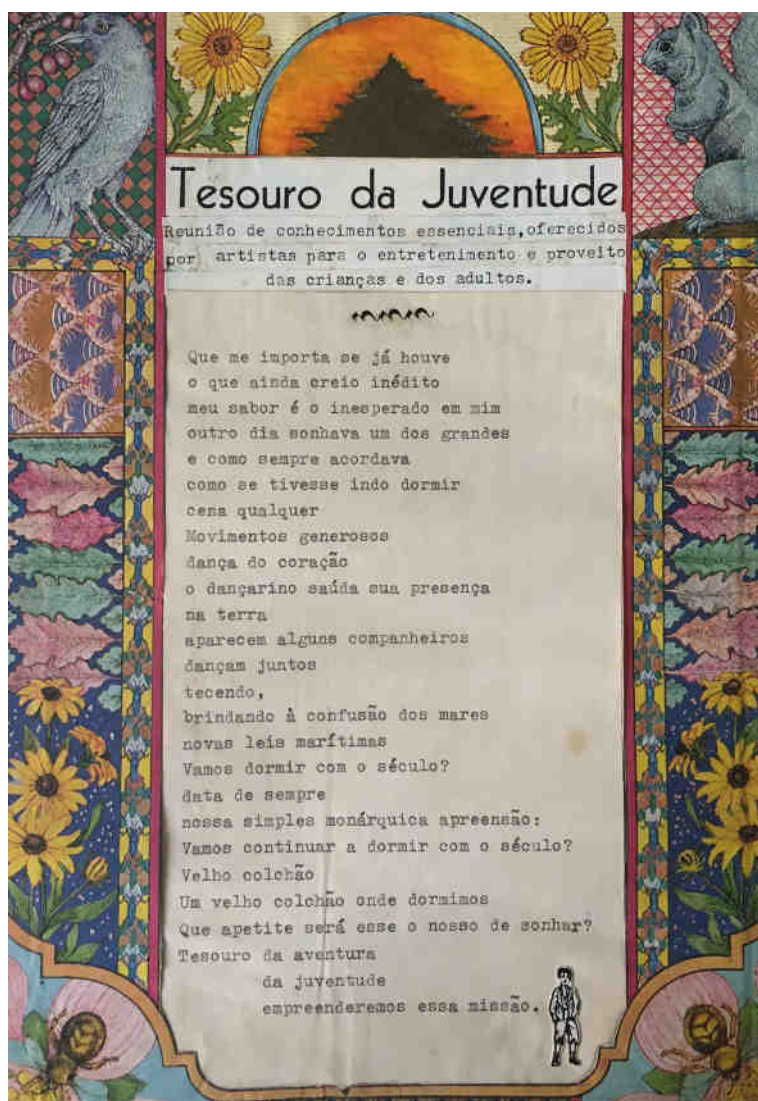 Tesouro da Juventude
Reunião de conhecimentos essenciais,oferecidos
por artistas para o entretenimento e proveito
das crianças e dos adultos.
Que me importa se já houve
o que ainda creio inédito
meu sabor é o inesperado em mim
outro dia sonhava um dos grandes
e como sempre acordava
como se tivesse indo dormir
cena qualquer
Movimentos generosos
dança do coração
o dançarino saúda sua presença
na terra
aparecem alguns companheiros
dançam juntos
tecendo,
brindando à confusão dos mares
novas leis marítimas
Vamos dormir com o século?
data de sempre
nossa simples monárquica apreensão:
Vamos continuar a dormir com o século?
Velho colchão
Um velho colchão onde dormimos
Que apetite será esse o nosso de sonhar?
Tesouro da aventura
da juventude
empreenderemos essa missão.